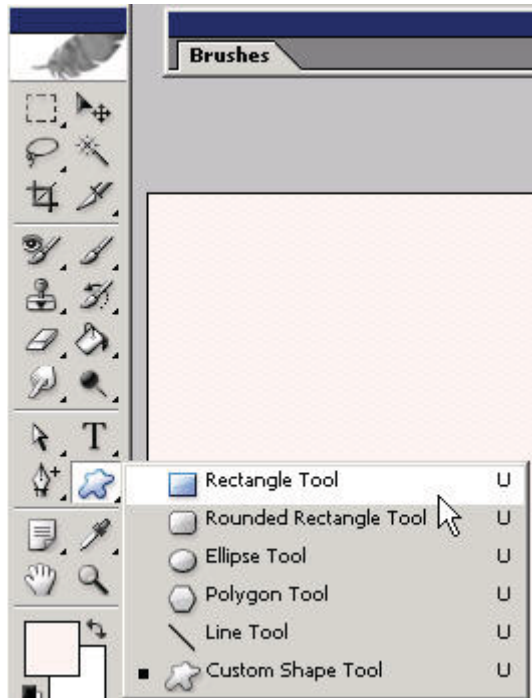 Brushes
T
Rectangle Tool U
Rounded Rectangle Tool U
Ellipse Tool U
Polygon Tool U
Line Tool U
Custom Shape Tool U